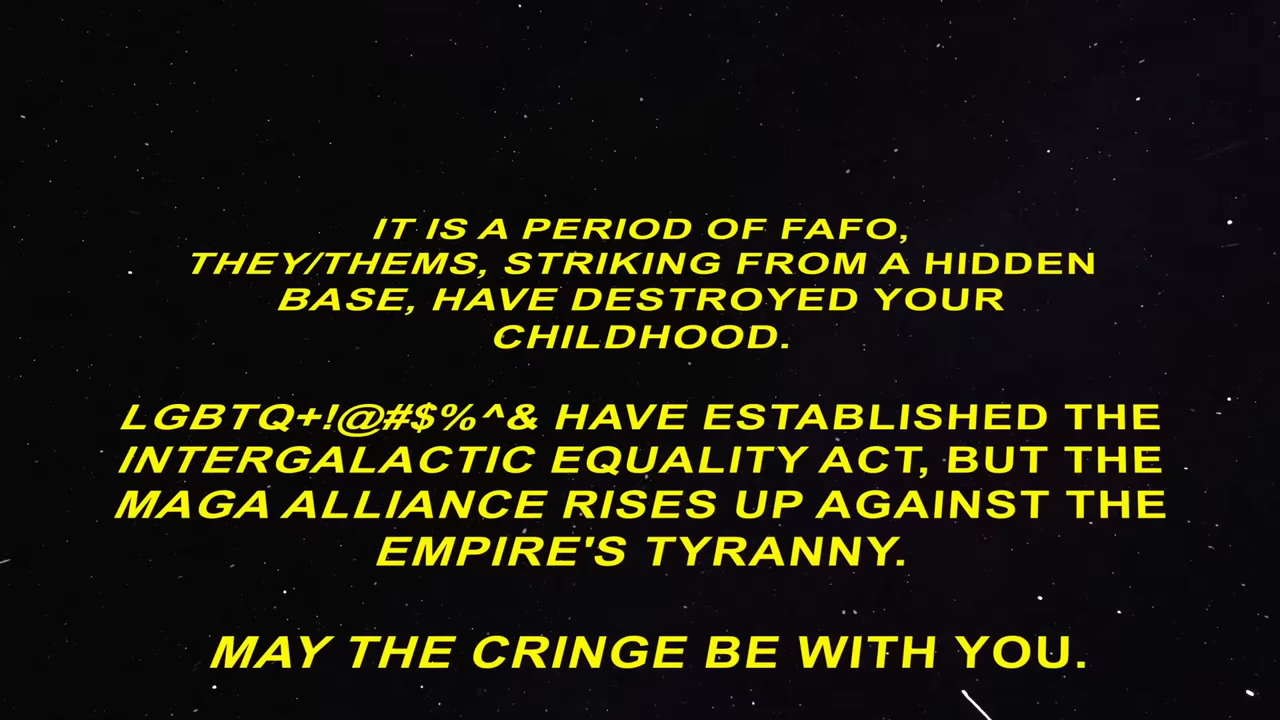 IT IS A PERIOD OF FAFO,
THEY/THEMS, STRIKING FROM A HIDDEN
BASE, HAVE DESTROYED YOUR
CHILDHOOD.
LGBTQ+!@#$%^& HAVE ESTABLISHED THE
INTERGALACTIC EQUALITY ACT, BUT THE
MAGA ALLIANCE RISES UP AGAINST THE
EMPIRE'S TYRANNY.
MAY THE CRINGE BE WITH YOU.